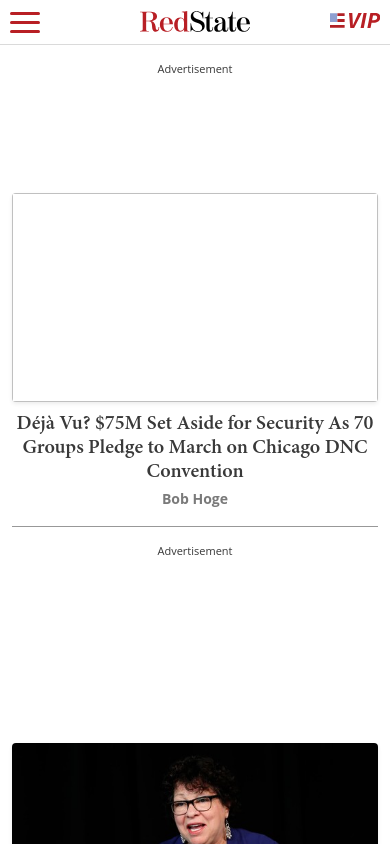 RedState
VIP
Advertisement
Déjà Vu? $75M Set Aside for Security As 70
Groups Pledge to March on Chicago DNC
Convention
Bob Hoge
Advertisement